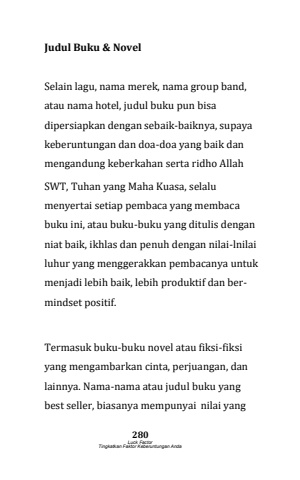 Judul Buku & Novel
Selain lagu, nama merek, nama group band,
atau nama hotel, judul buku pun bisa
dipersiapkan dengan sebaik-baiknya, supaya
keberuntungan dan doa-doa yang baik dan
mengandung keberkahan serta ridho Allah
SWT, Tuhan yang Maha Kuasa, selalu
menyertai setiap pembaca yang membaca
buku ini, atau buku-buku yang ditulis dengan
niat baik, ikhlas dan penuh dengan nilai-lnilai
luhur yang menggerakkan pembacanya untuk
menjadi lebih baik, lebih produktif dan ber-
mindset positif.
Termasuk buku-buku novel atau fiksi-fiksi
yang mengambarkan cinta, perjuangan, dan
lainnya. Nama-nama atau judul buku yang
best seller, biasanya mempunyai nilai yang
280
Luck Factor
Tingkatkan Faktor Keberuntungan Anda